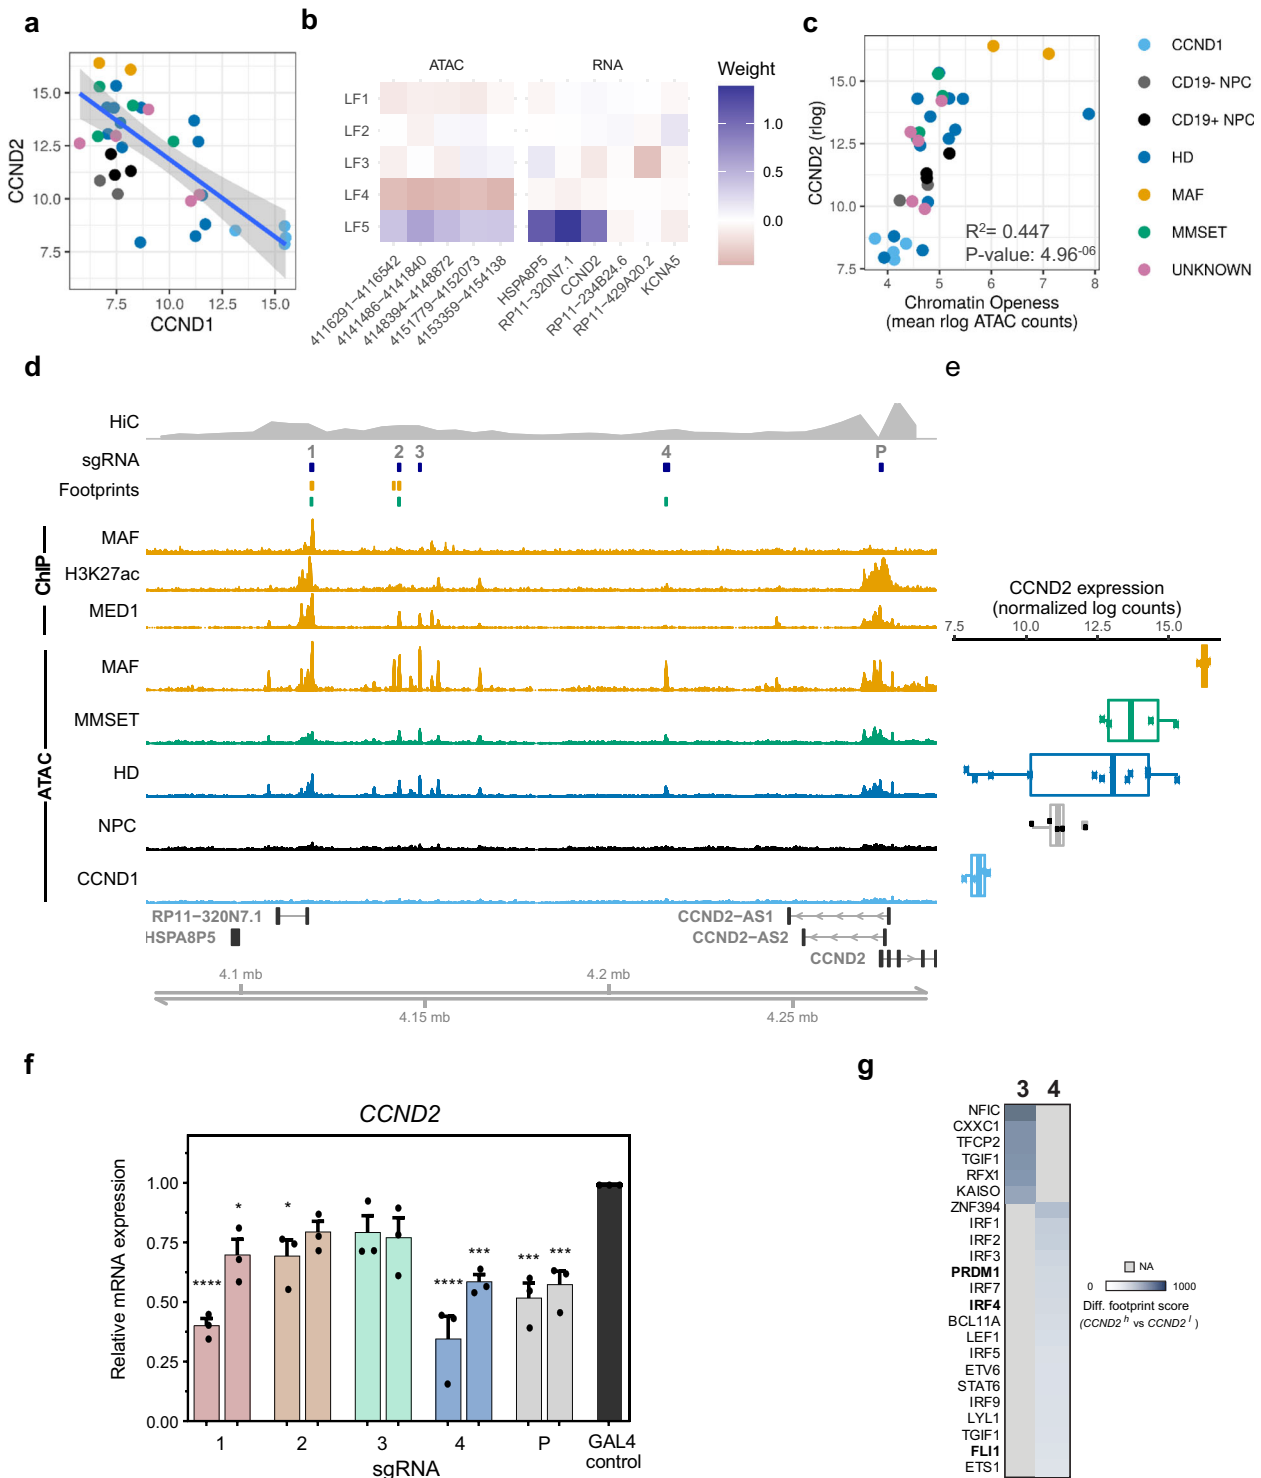 a
CCND2
15.0
12.5
10.0
7.5
7.5
10.0
12.5
15.0
CCND1
b
ATAC
RNA
LF1
LF2
LF3
LF4
LF5
4116291−4116542
4141486−4141840
4148394−4148872
4151779−4152073
4153359−4154138
HSPA8P5
RP11−320N7.1
CCND2
RP11−234B24.6
RP11−429A20.2
KCNA5
Weight
1.0
0.5
0.0
c
CCND2 (rlog)
15.0
12.5
10.0
7.5
R²= 0.447
P-value: 4.96⁻⁰⁶
4
5
6
7
8
Chromatin Openess
(mean rlog ATAC counts)
CCND1
CD19- NPC
CD19+ NPC
HD
MAF
MMSET
UNKNOWN
d
HiC
sgRNA
1
2
3
4
P
Footprints
ChIP
MAF
H3K27ac
MED1
ATAC
MAF
MMSET
HD
NPC
CCND1
RP11−320N7.1
HSPA8P5
CCND2−AS1
CCND2−AS2
CCND2
4.1 mb
4.2 mb
4.15 mb
4.25 mb
e
CCND2 expression
(normalized log counts)
7.5
10.0
12.5
15.0
f
CCND2
Relative mRNA expression
1.00
0.75
0.50
0.25
0.00
****
*
*
****
***
***
***
1
2
3
4
P
GAL4
control
sgRNA
g
3 4
NFIC
CXXC1
TFCP2
TGIF1
RFX1
KAISO
ZNF394
IRF1
IRF2
IRF3
PRDM1
IRF7
IRF4
BCL11A
LEF1
IRF5
ETV6
STAT6
IRF9
LYL1
TGIF1
FLI1
ETS1
NA
0 1000
Diff. footprint score
(CCND2 h vs CCND2 l )